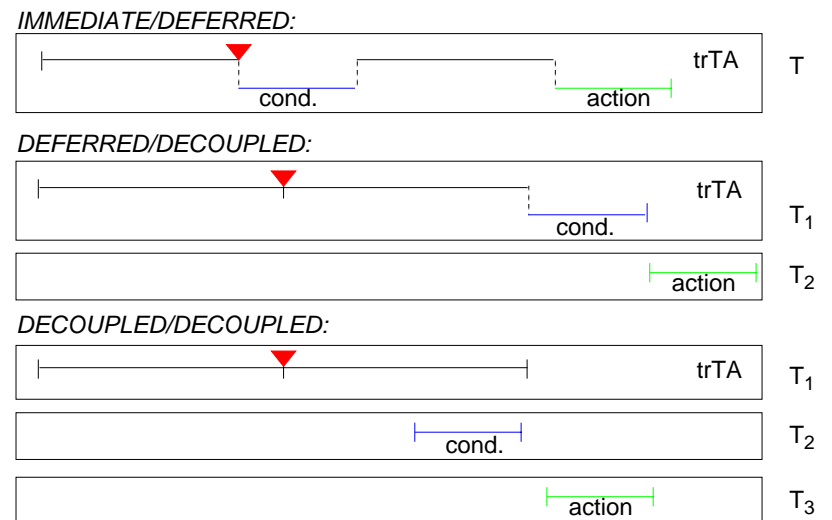 IMMEDIATE/DEFERRED:
trTA T
cond. action
DEFERRED/DECOUPLED:
trTA
cond. T₁
action T₂
DECOUPLED/DECOUPLED:
trTA T₁
cond. T₂
action T₃